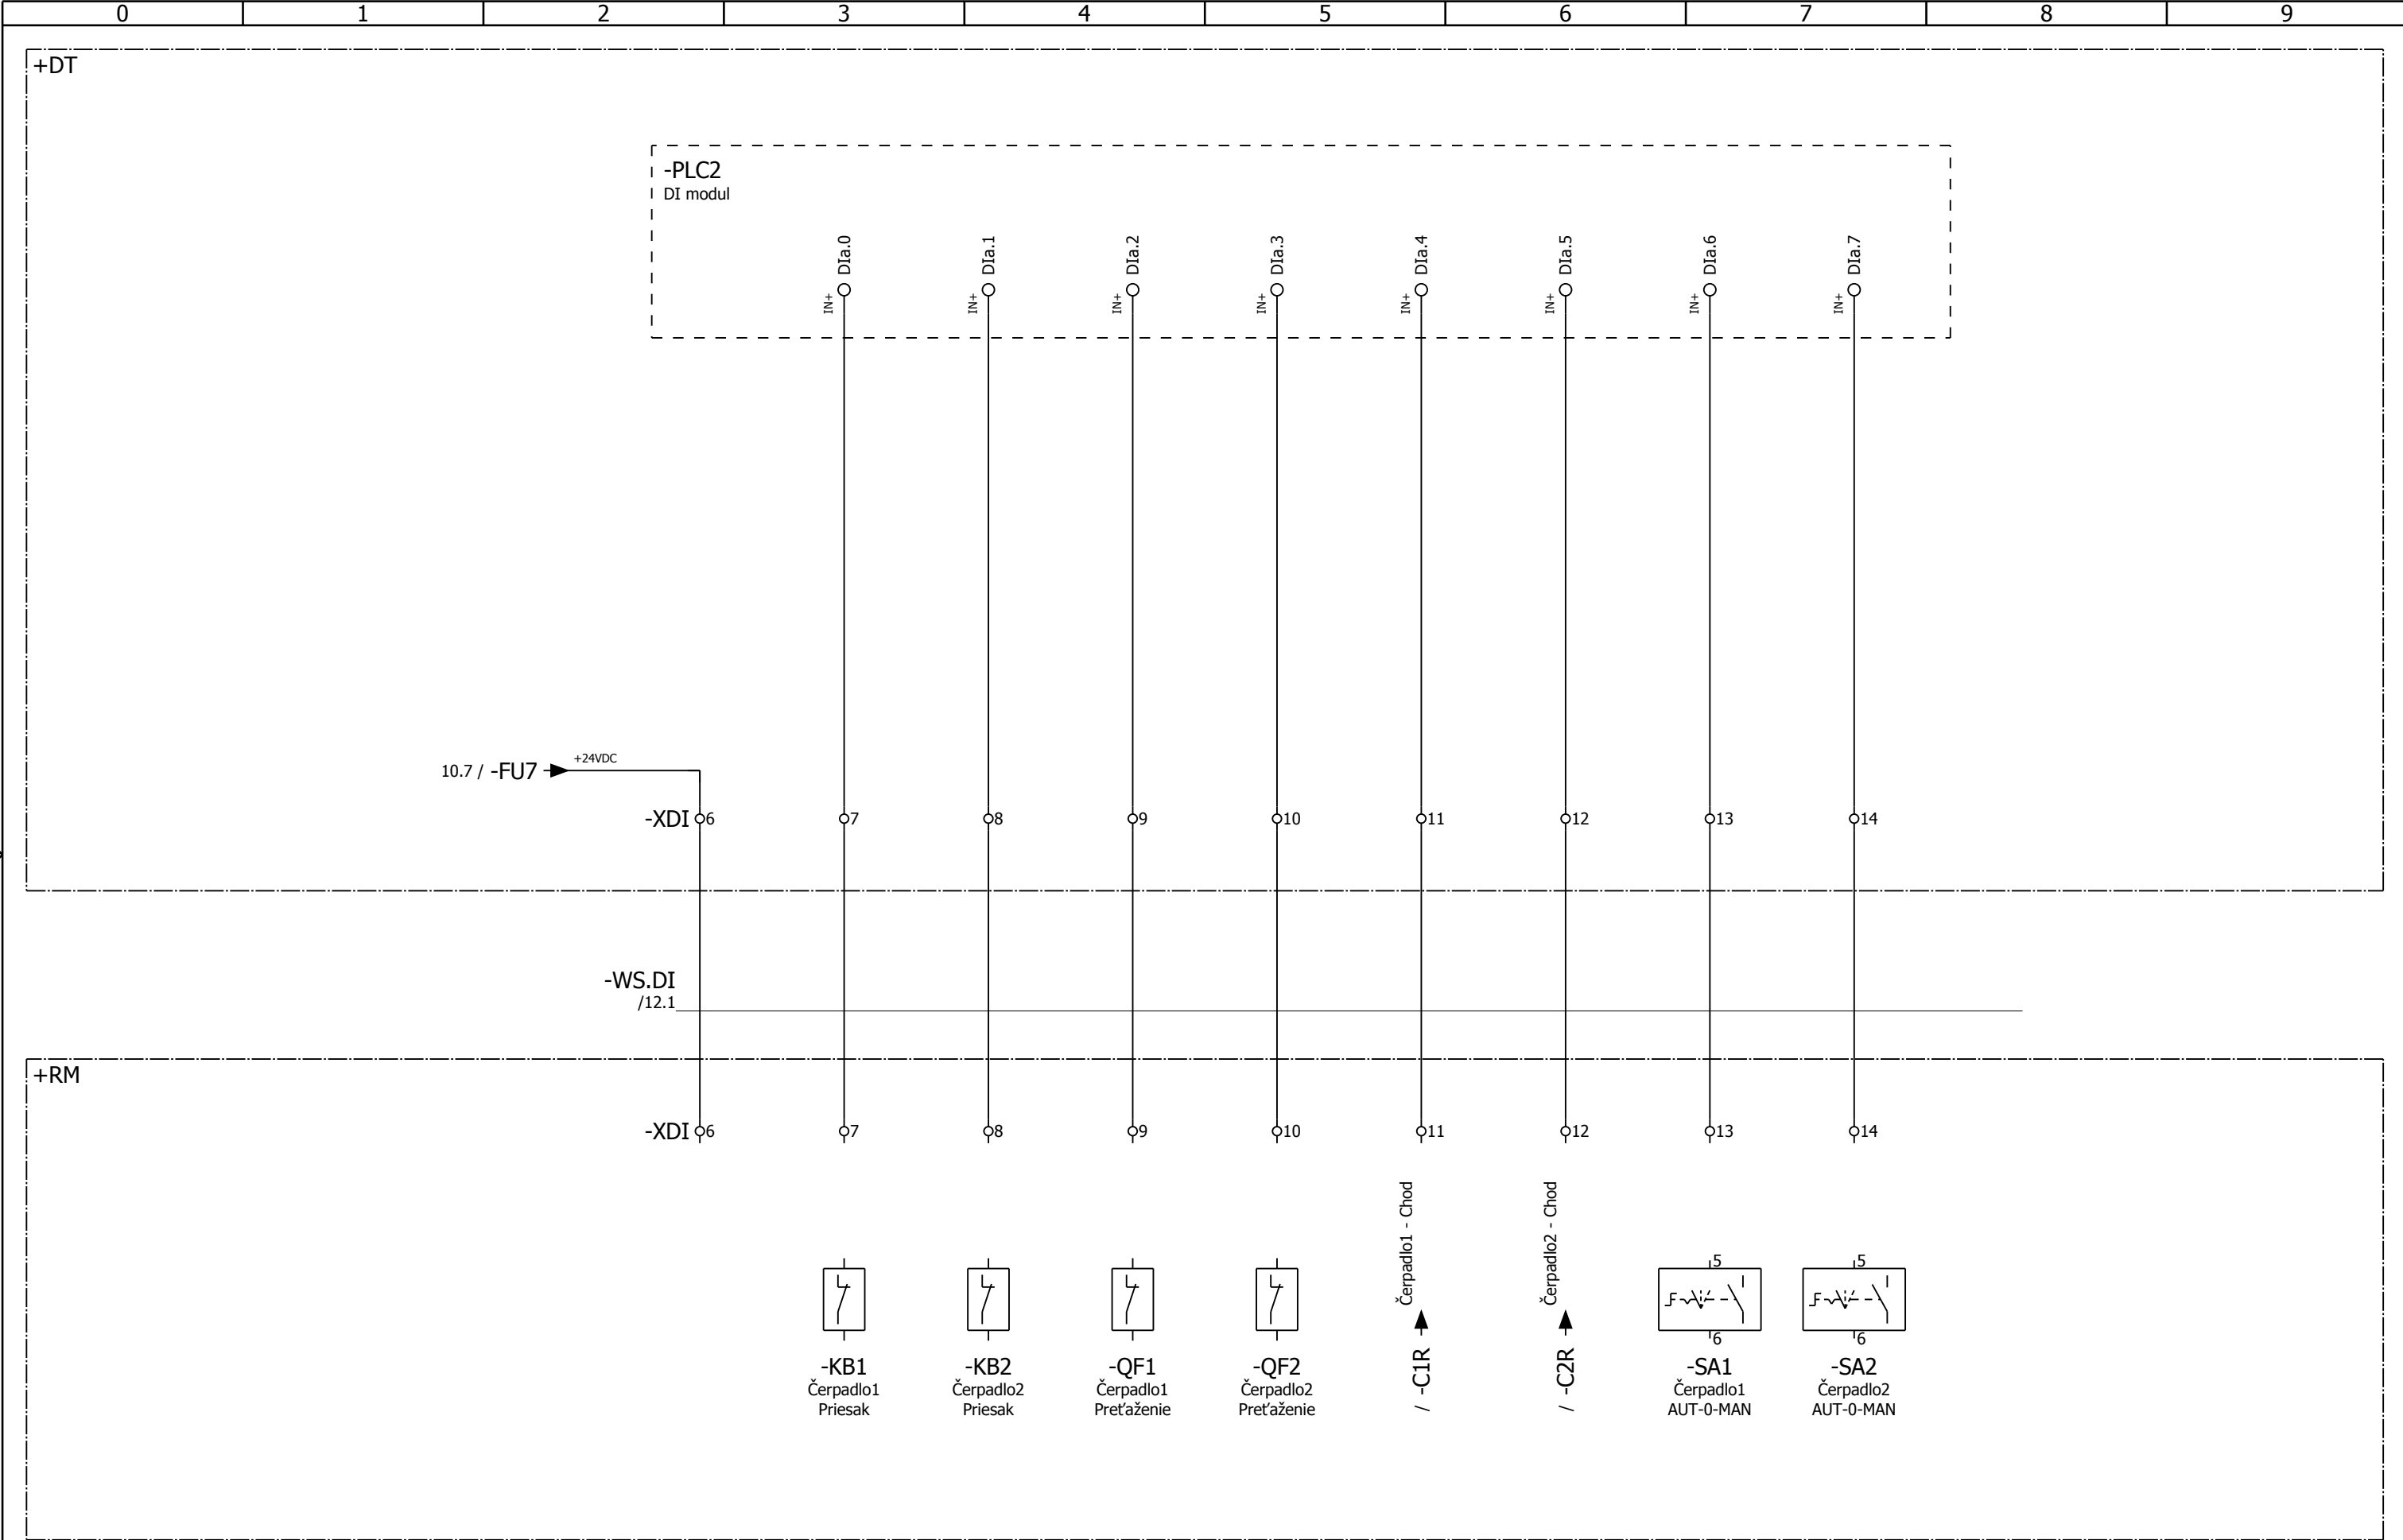 0 1 2 3 4 5 6 7 8 9
+DT
-PLC2
DI modul
DIa.0 DIa.1 DIa.2 DIa.3 DIa.4 DIa.5 DIa.6 DIa.7
IN+ IN+ IN+ IN+ IN+ IN+ IN+ IN+
+24VDC
10.7 / -FU7
-XDI 6 7 8 9 10 11 12 13 14
-WS.DI
/12.1
+RM
-XDI 6 7 8 9 10 11 12 13 14
Čerpadlo1 - Chod
Čerpadlo2 - Chod
5 5
6 6
/ -C1R
/ -C2R
-KB1
Čerpadlo1
Priesak
-KB2
Čerpadlo2
Priesak
-QF1
Čerpadlo1
Preťaženie
-QF2
Čerpadlo2
Preťaženie
-SA1
Čerpadlo1
AUT-0-MAN
-SA2
Čerpadlo2
AUT-0-MAN